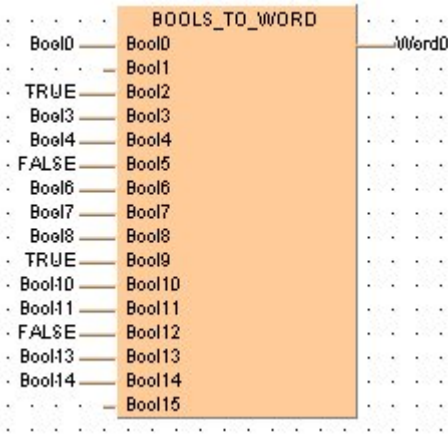 BOOLS_TO_WORD
Bool0 Bool0 Word0
Bool1
TRUE Bool2
Bool3 Bool3
Bool4 Bool4
FALSE Bool5
Bool6 Bool6
Bool7 Bool7
Bool8 Bool8
TRUE Bool9
Bool10 Bool10
Bool11 Bool11
FALSE Bool12
Bool13 Bool13
Bool14 Bool14
Bool15